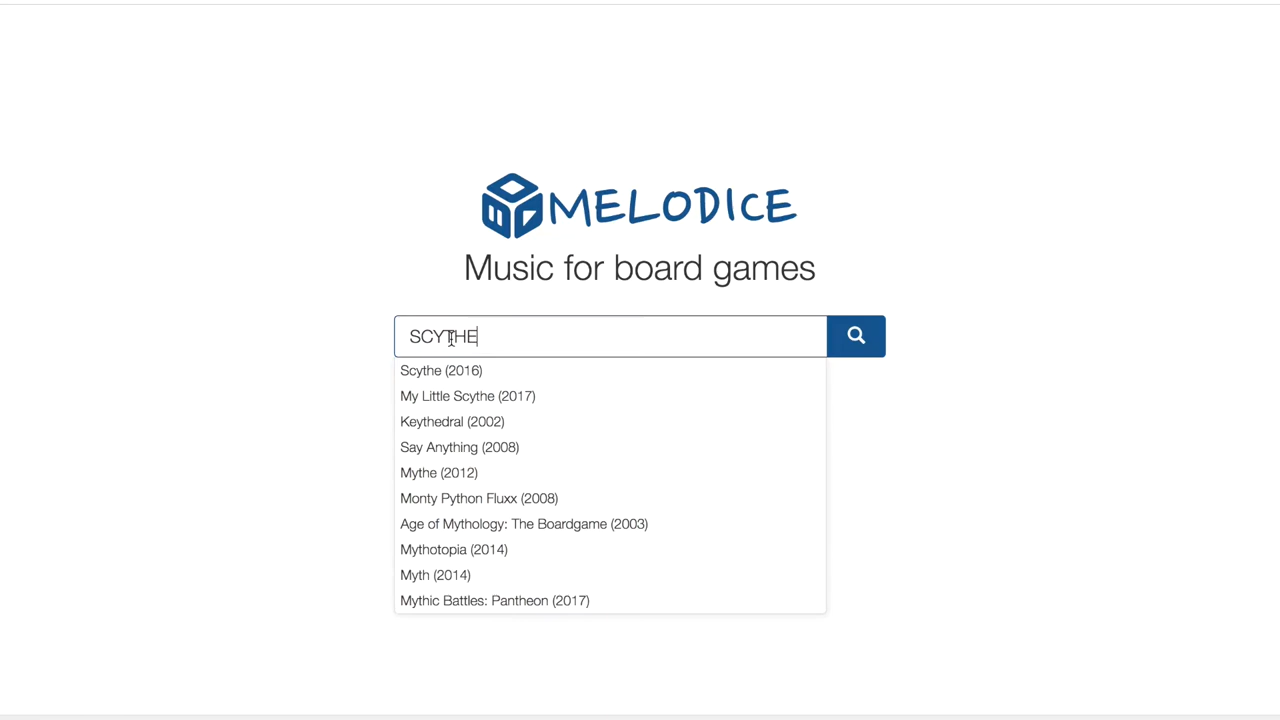 MELODICE
Music for board games
SCYTHE
Scythe (2016)
My Little Scythe (2017)
Keythedral (2002)
Say Anything (2008)
Mythe (2012)
Monty Python Fluxx (2008)
Age of Mythology: The Boardgame (2003)
Mythotopia (2014)
Myth (2014)
Mythic Battles: Pantheon (2017)